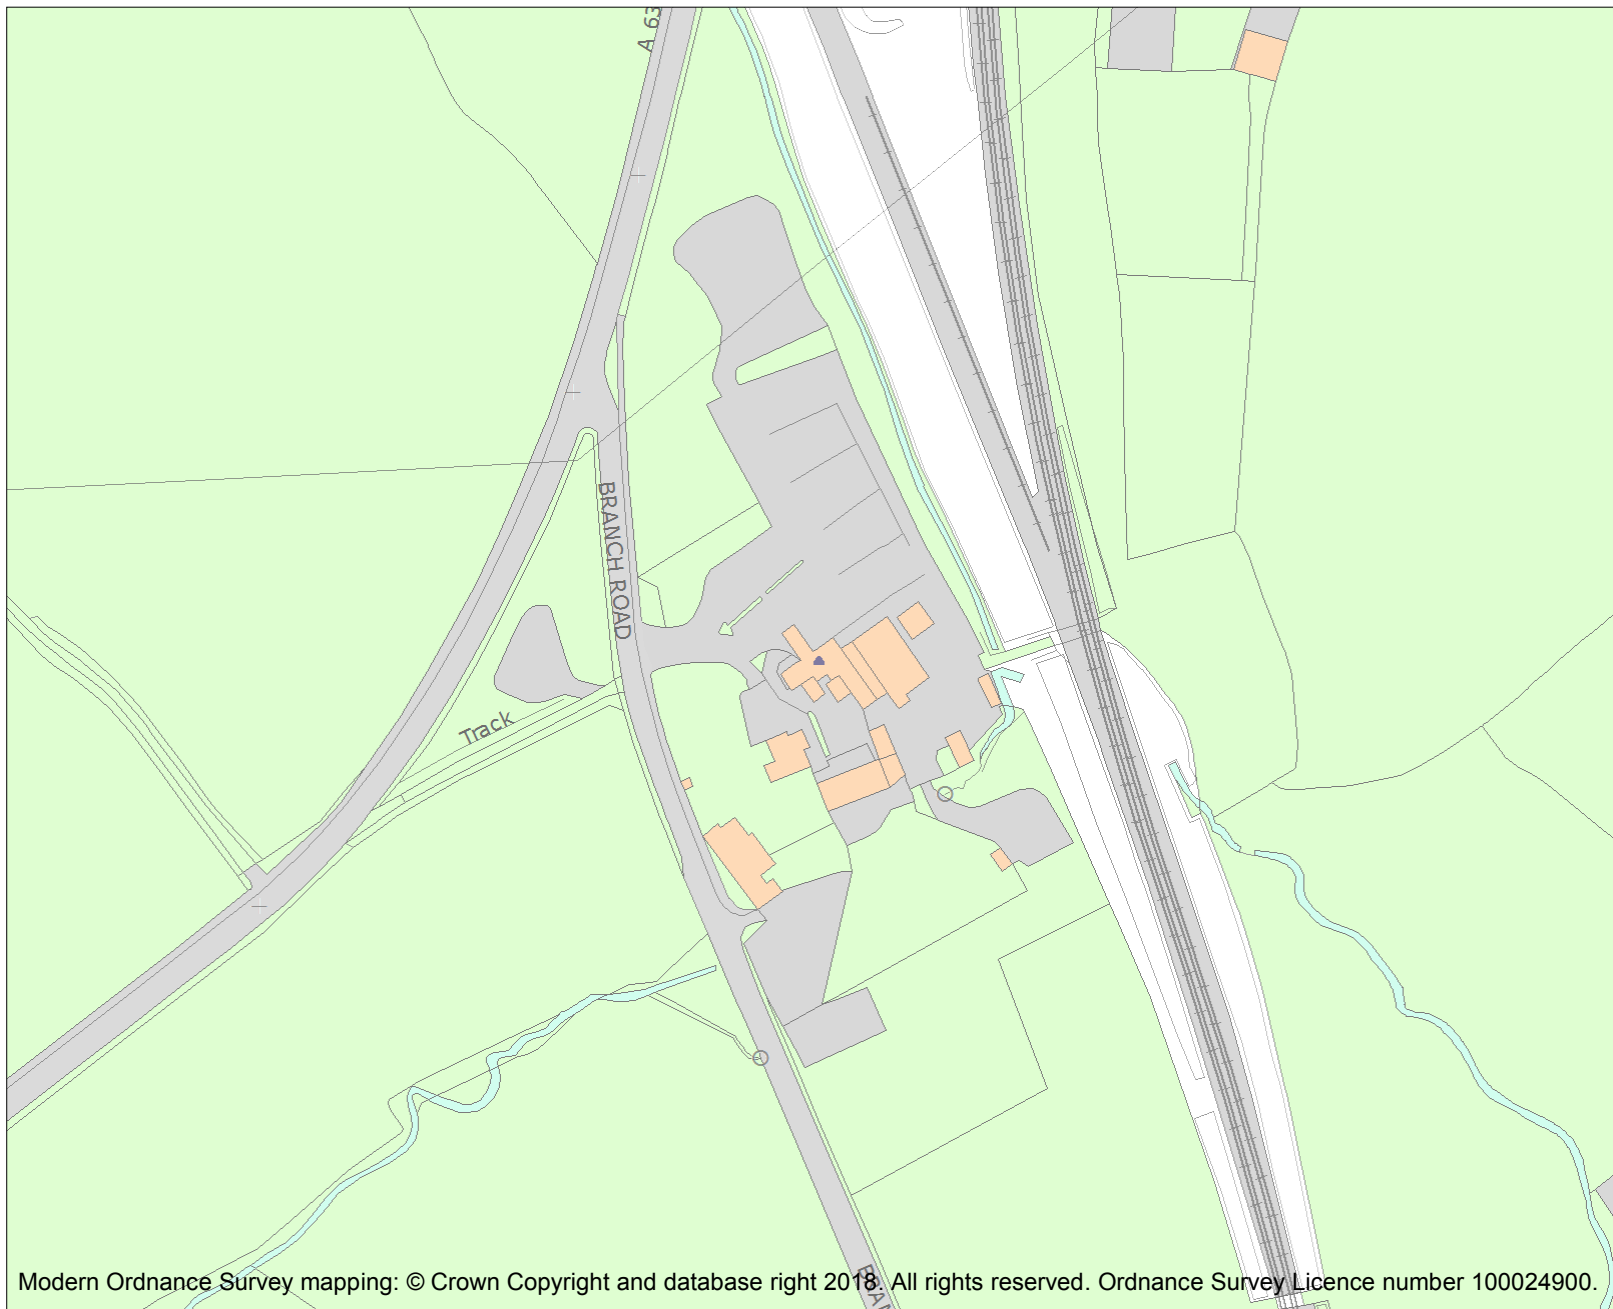 A 63
BRANCH ROAD
Track
BRAN
Modern Ordnance Survey mapping: © Crown Copyright and database right 2018. All rights reserved. Ordnance Survey Licence number 100024900.